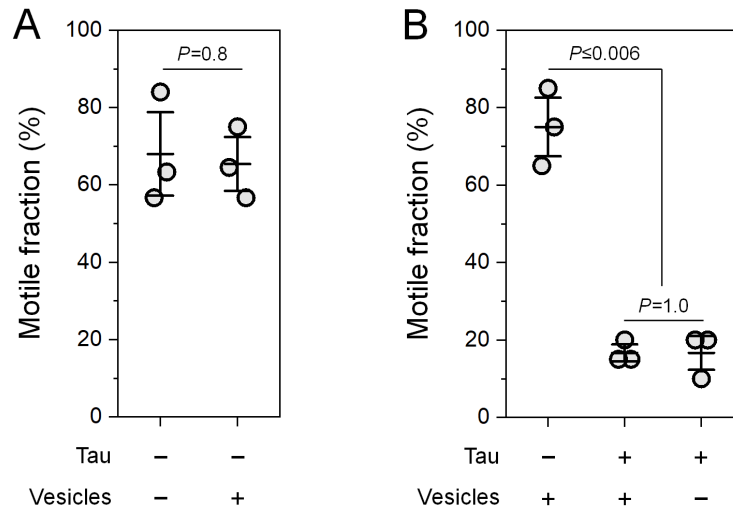 A
B
P=0.8
P≤0.006
P=1.0
Motile fraction (%)
100
80
60
40
20
0
Tau − −
Vesicles − +
Motile fraction (%)
100
80
60
40
20
0
Tau − + +
Vesicles + + −